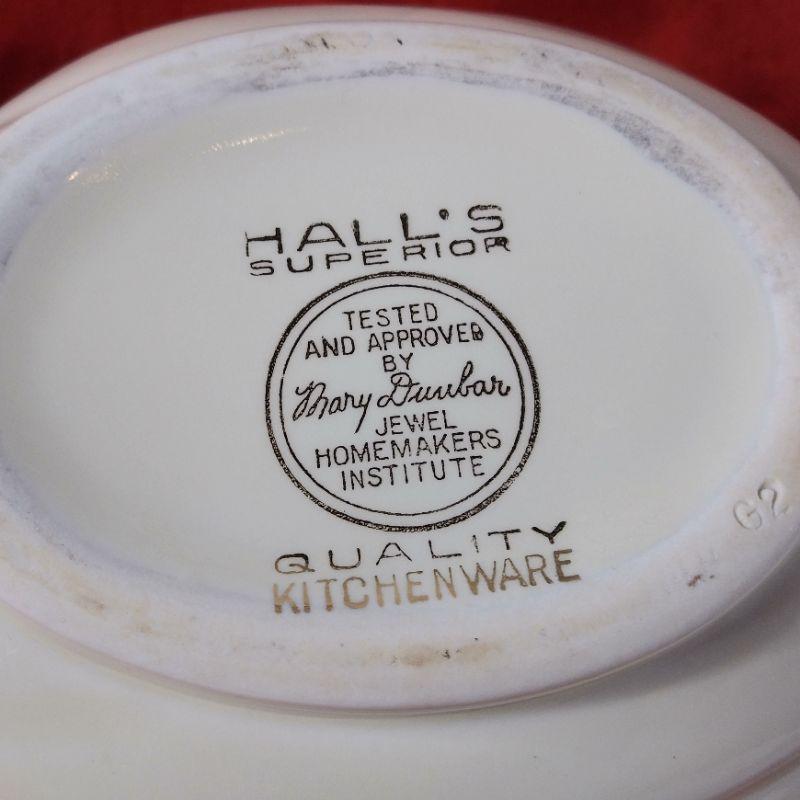 HALL'S
SUPERIOR
TESTED
AND APPROVED
BY
Mary Dunbar
JEWEL
HOMEMAKERS
INSTITUTE
QUALITY
KITCHENWARE
G2